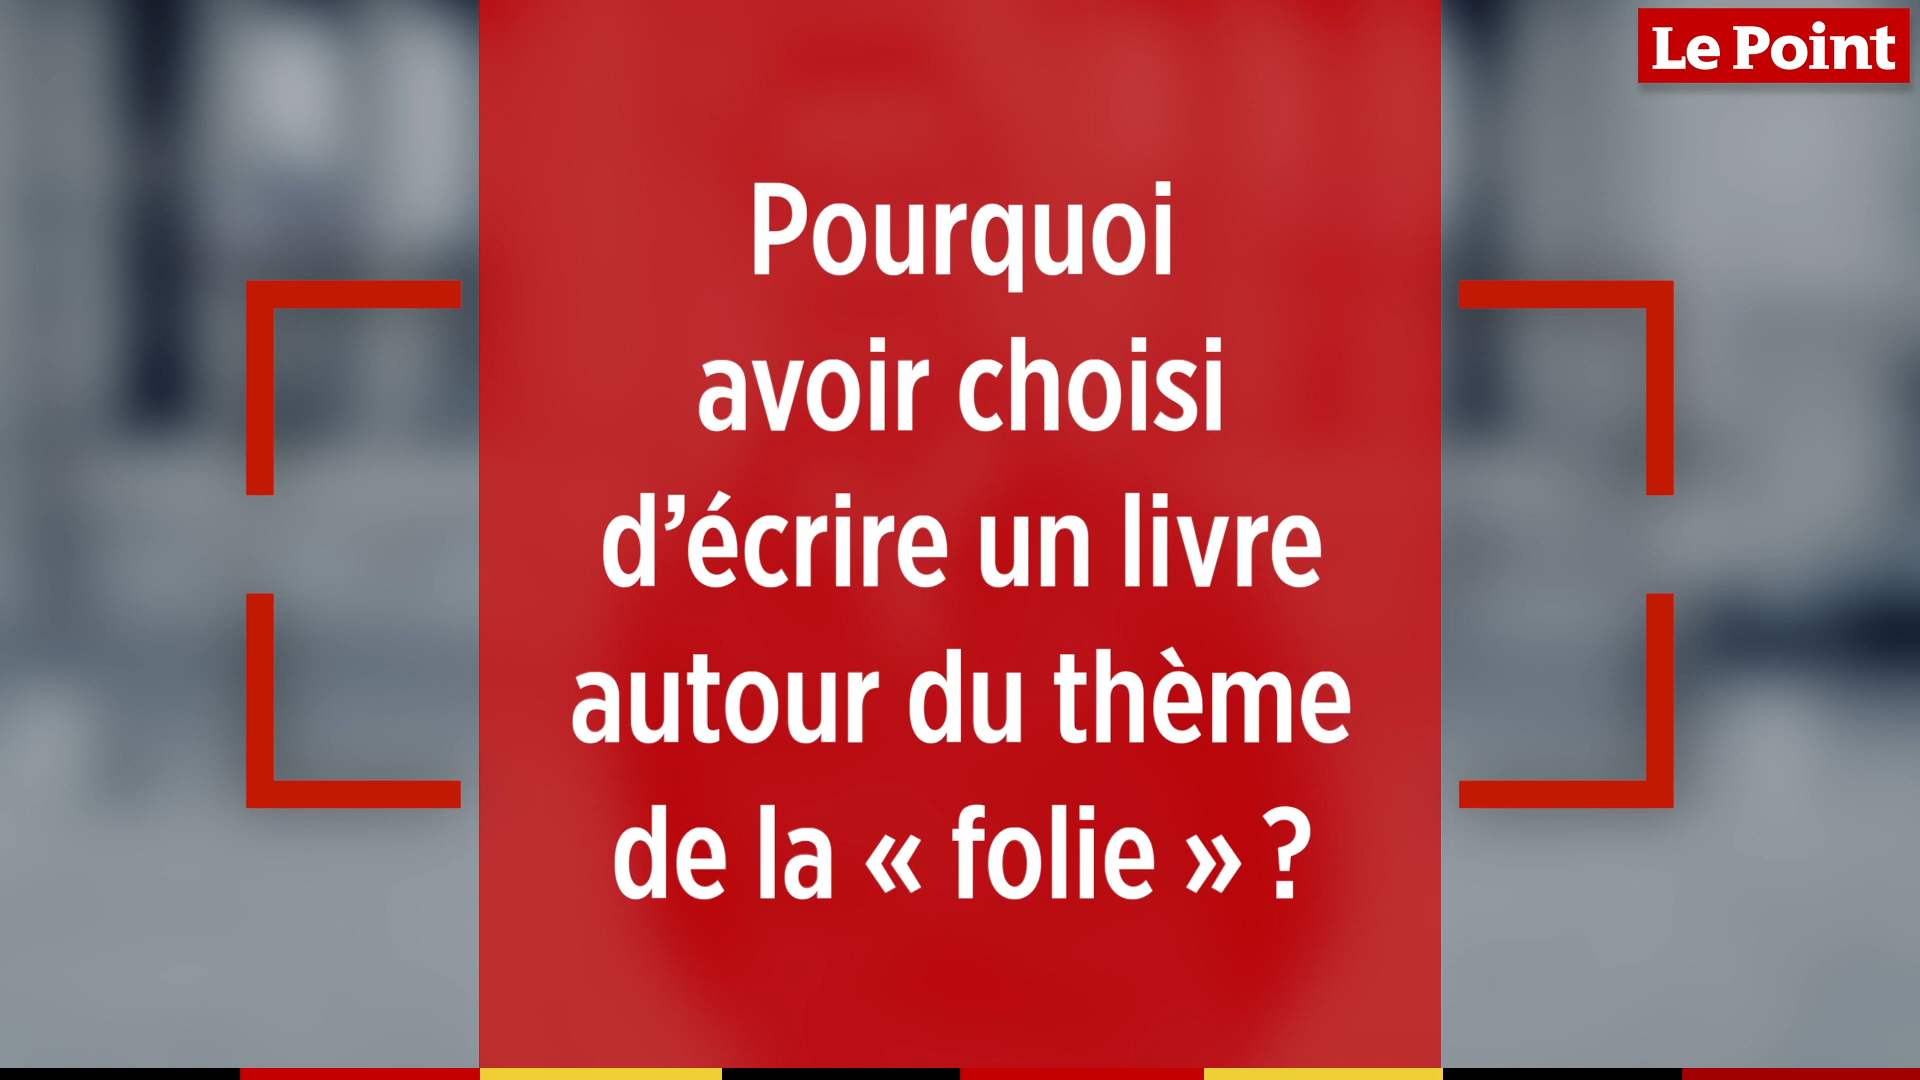 Le Point
Pourquoi
avoir choisi
d’écrire un livre
autour du thème
de la « folie » ?